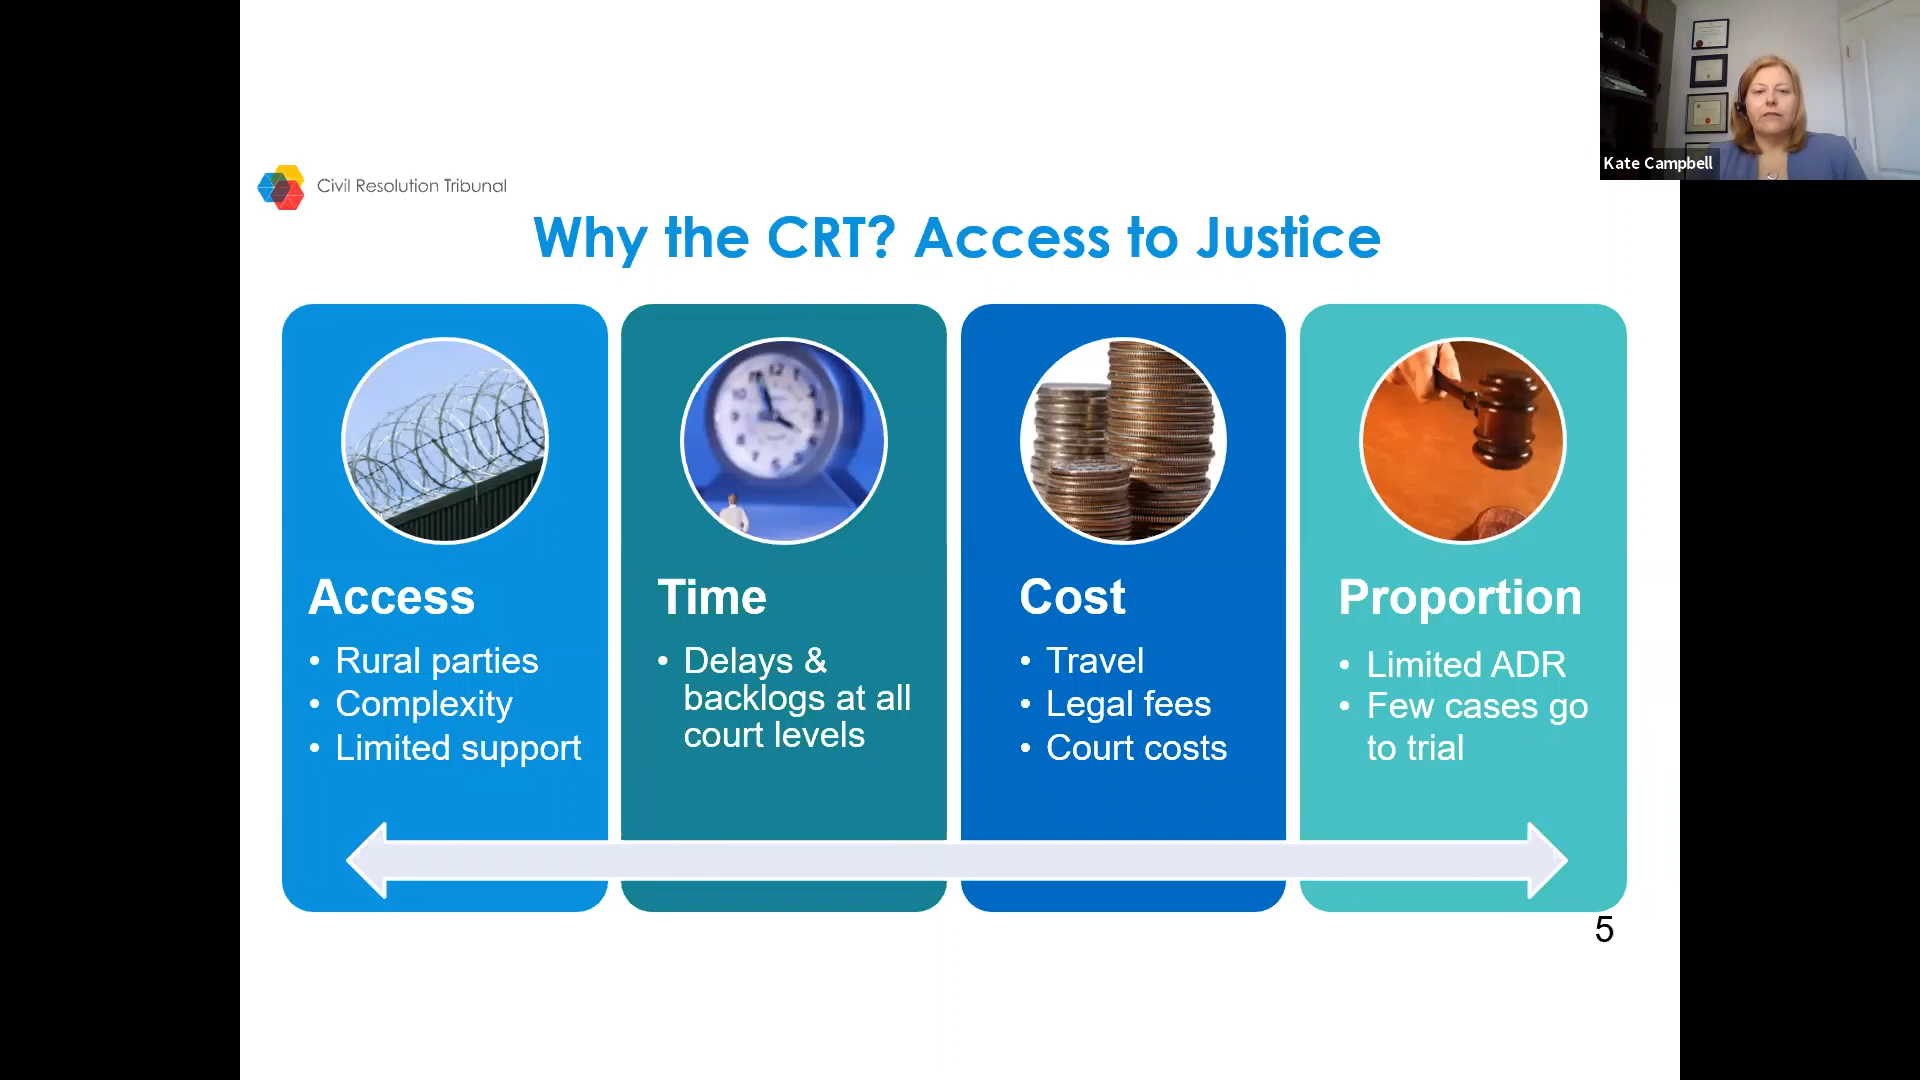 Kate Campbell
Civil Resolution Tribunal
Why the CRT? Access to Justice
Access
• Rural parties
• Complexity
• Limited support
Time
• Delays &
backlogs at all
court levels
Cost
• Travel
• Legal fees
• Court costs
Proportion
• Limited ADR
• Few cases go
to trial
5